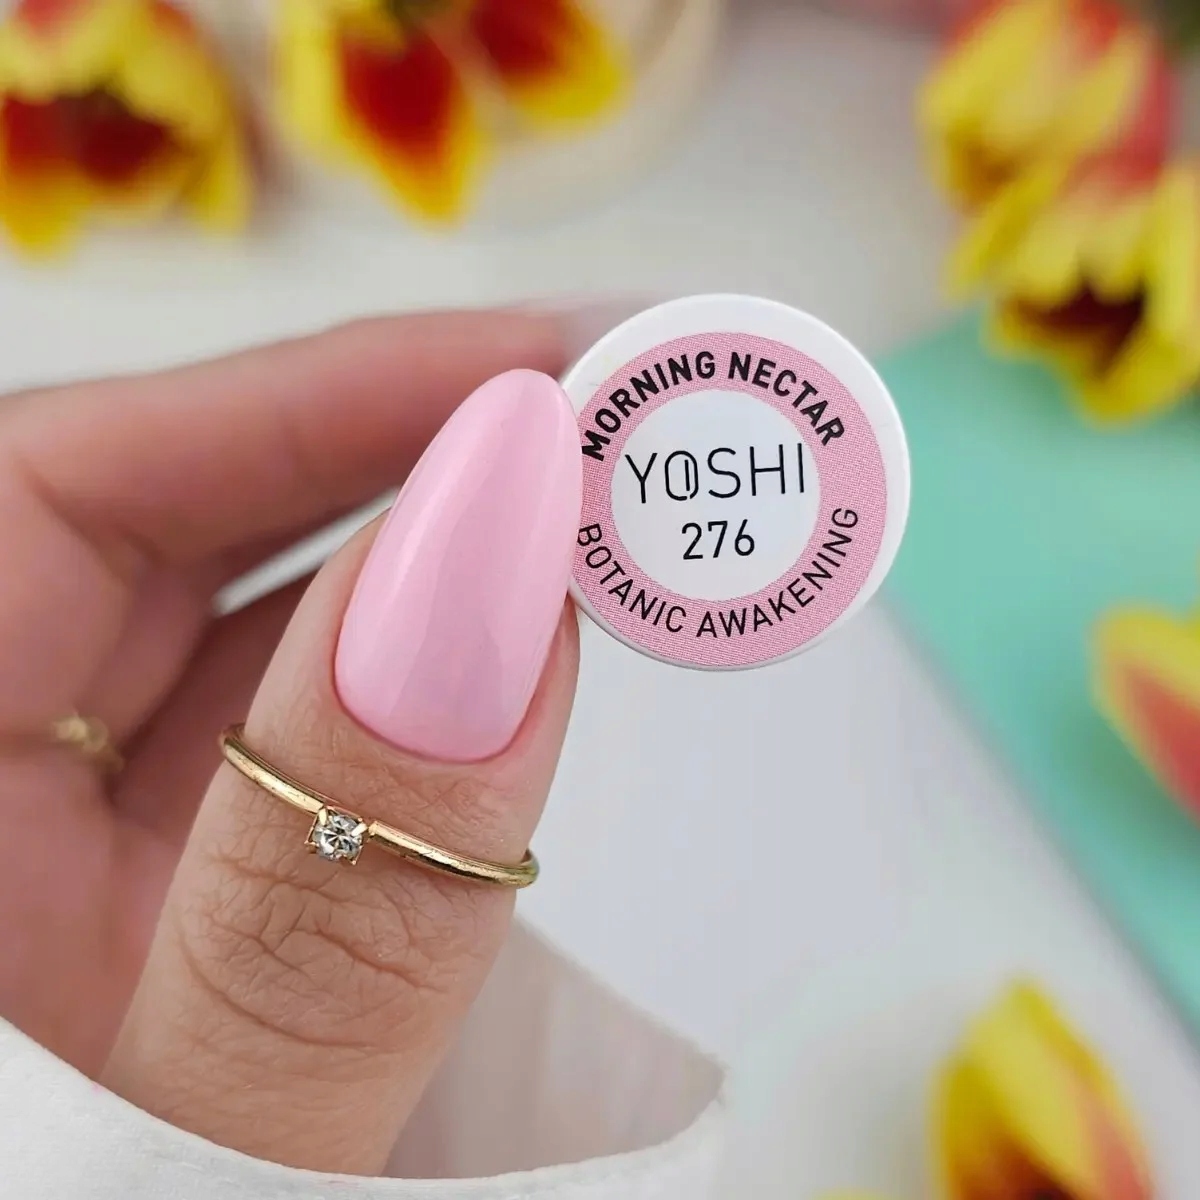 MORNING NECTAR
YOSHI
276
BOTANIC AWAKENING